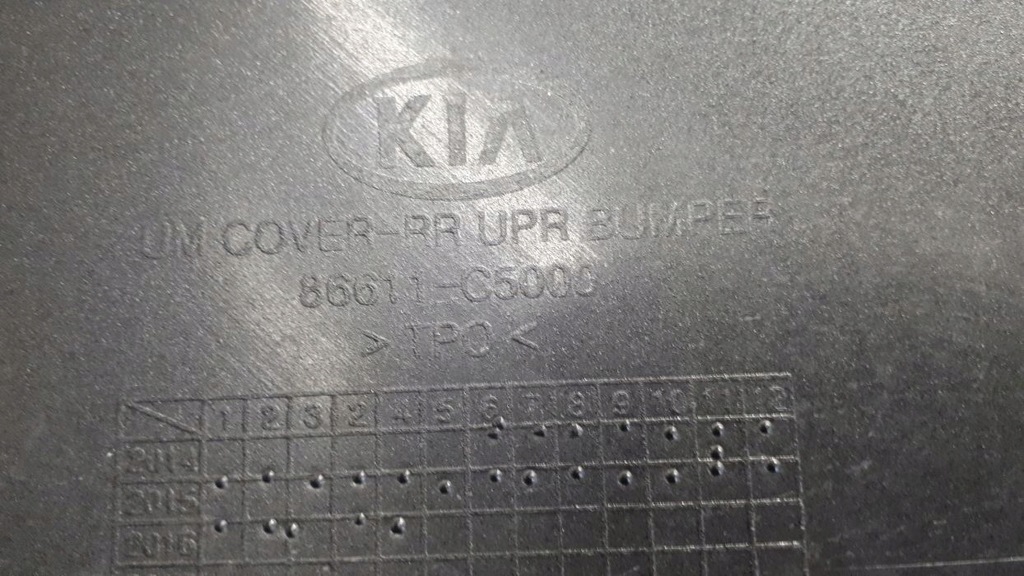 KIA
UM COVER-RR UPR BUMPER
86611-C5000
> TPO <
1 2 3 2 4 5 6 7 8 9 10 11 12
2014
2015
2016